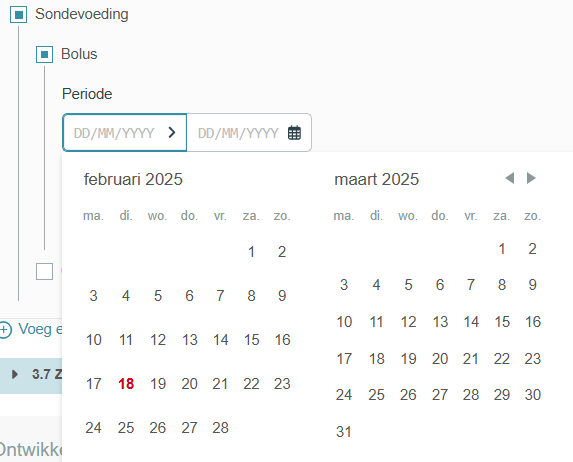 Sondevoeding
Bolus
Periode
DD/MM/YYYY DD/MM/YYYY
februari 2025
ma. di. wo. do. vr. za. zo.
1 2
3 4 5 6 7 8 9
10 11 12 13 14 15 16
17 18 19 20 21 22 23
24 25 26 27 28
maart 2025
ma. di. wo. do. vr. za. zo.
1 2
3 4 5 6 7 8 9
10 11 12 13 14 15 16
17 18 19 20 21 22 23
24 25 26 27 28 29 30
31
Voeg
3.7